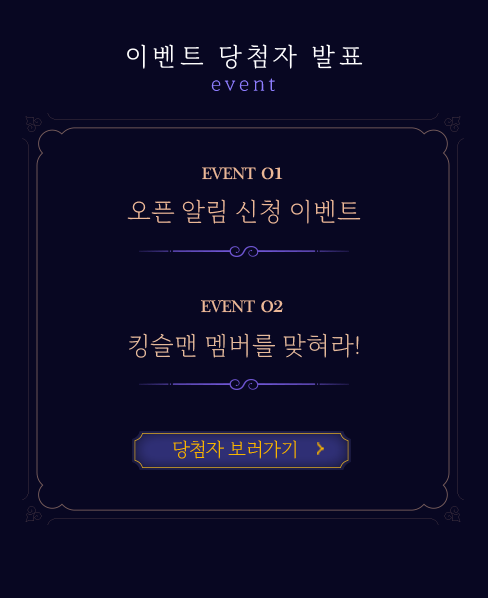 이벤트 당첨자 발표
event
EVENT 01
오픈 알림 신청 이벤트
EVENT 02
킹슬맨 멤버를 맞혀라!
당첨자 보러가기